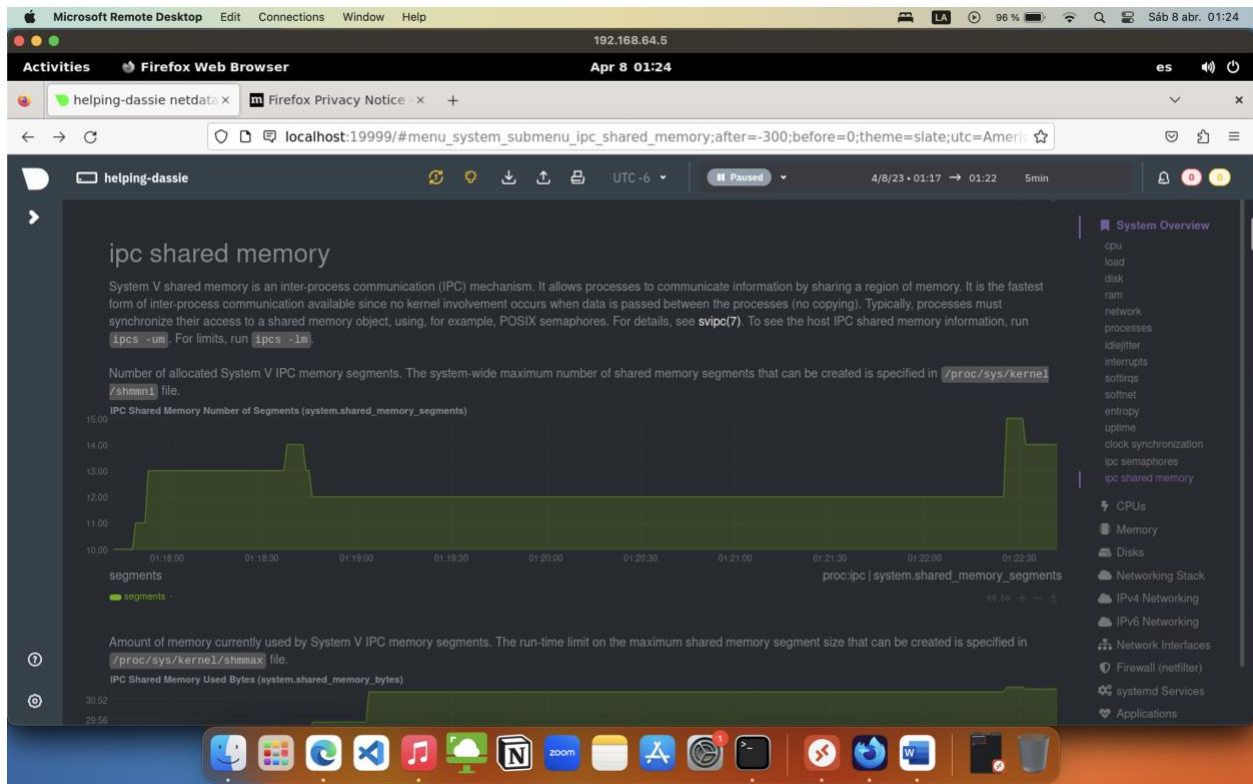 Microsoft Remote Desktop Edit Connections Window Help LA 96 % Sáb 8 abr. 01:24
192.168.64.5
Activities Firefox Web Browser Apr 8 01:24 es
helping-dassie netdata × m Firefox Privacy Notice × +
localhost:19999/#menu_system_submenu_ipc_shared_memory;after=-300;before=0;theme=slate;utc=Ameri
helping-dassie UTC -6 Paused 4/8/23 • 01:17 → 01:22 5min 0 0
ipc shared memory
System V shared memory is an inter-process communication (IPC) mechanism. It allows processes to communicate information by sharing a region of memory. It is the fastest
form of inter-process communication available since no kernel involvement occurs when data is passed between the processes (no copying). Typically, processes must
synchronize their access to a shared memory object, using, for example, POSIX semaphores. For details, see svipc(7). To see the host IPC shared memory information, run
ipcs -um. For limits, run ipcs -lm.
Number of allocated System V IPC memory segments. The system-wide maximum number of shared memory segments that can be created is specified in /proc/sys/kernel
/shmmni file.
IPC Shared Memory Number of Segments (system.shared_memory_segments)
15.00
14.00
13.00
12.00
11.00
10.00
01:18:00 01:18:30 01:19:00 01:19:30 01:20:00 01:20:30 01:21:00 01:21:30 01:22:00 01:22:30
segments proc:ipc | system.shared_memory_segments
segments -
Amount of memory currently used by System V IPC memory segments. The run-time limit on the maximum shared memory segment size that can be created is specified in
/proc/sys/kernel/shmmax file.
IPC Shared Memory Used Bytes (system.shared_memory_bytes)
30.52
29.56
System Overview
cpu
load
disk
ram
network
processes
idlejitter
interrupts
softirqs
softnet
entropy
uptime
clock synchronization
ipc semaphores
ipc shared memory
CPUs
Memory
Disks
Networking Stack
IPv4 Networking
IPv6 Networking
Network Interfaces
Firewall (netfilter)
systemd Services
Applications
zoom
1
W